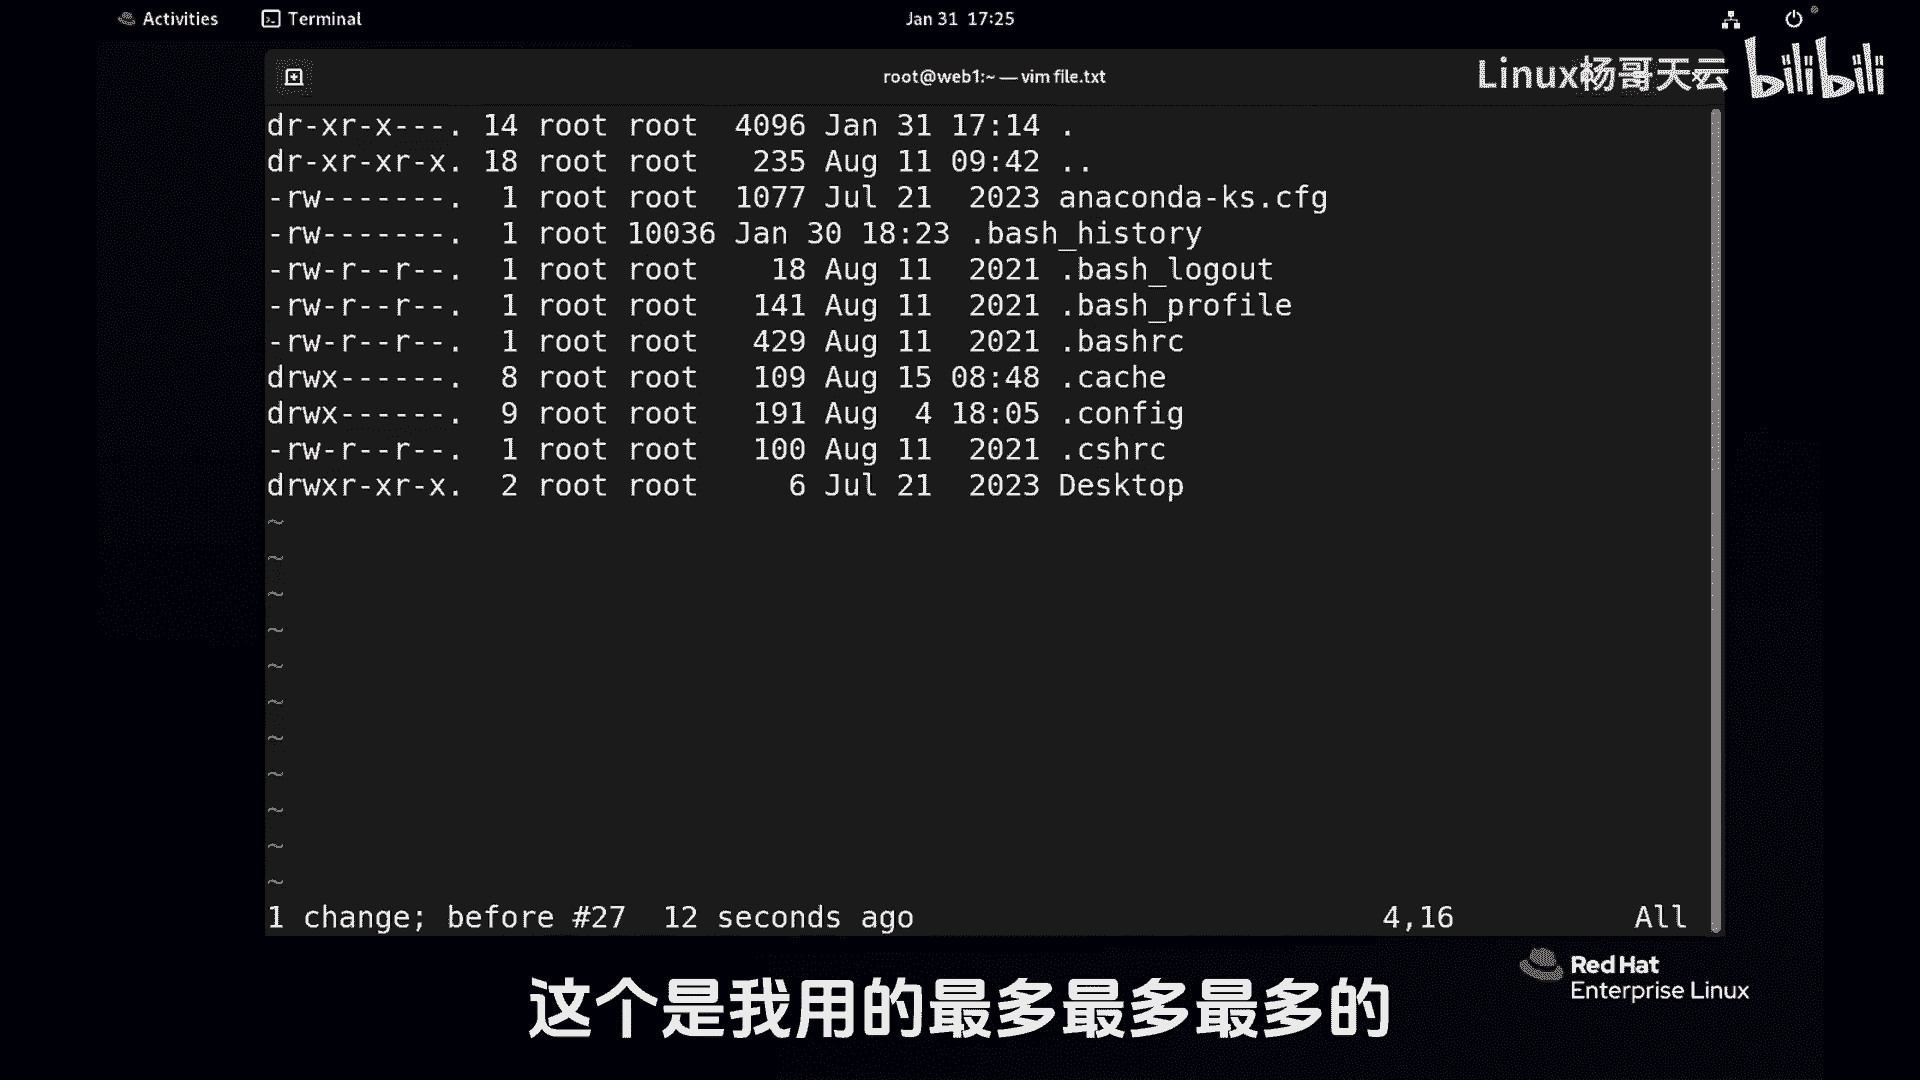 Activities Terminal Jan 31 17:25
root@web1:~ — vim file.txt
Linux杨哥天云 bilibili
dr-xr-x---. 14 root root  4096 Jan 31 17:14 .
dr-xr-xr-x. 18 root root   235 Aug 11 09:42 ..
-rw-------.  1 root root  1077 Jul 21  2023 anaconda-ks.cfg
-rw-------.  1 root 10036 Jan 30 18:23 .bash_history
-rw-r--r--.  1 root root    18 Aug 11  2021 .bash_logout
-rw-r--r--.  1 root root   141 Aug 11  2021 .bash_profile
-rw-r--r--.  1 root root   429 Aug 11  2021 .bashrc
drwx------.  8 root root   109 Aug 15 08:48 .cache
drwx------.  9 root root   191 Aug  4 18:05 .config
-rw-r--r--.  1 root root   100 Aug 11  2021 .cshrc
drwxr-xr-x.  2 root root     6 Jul 21  2023 Desktop
~
~
~
~
~
~
~
~
~
~
~
1 change; before #27  12 seconds ago 4,16 All
Red Hat
Enterprise Linux
这个是我用的最多最多最多的